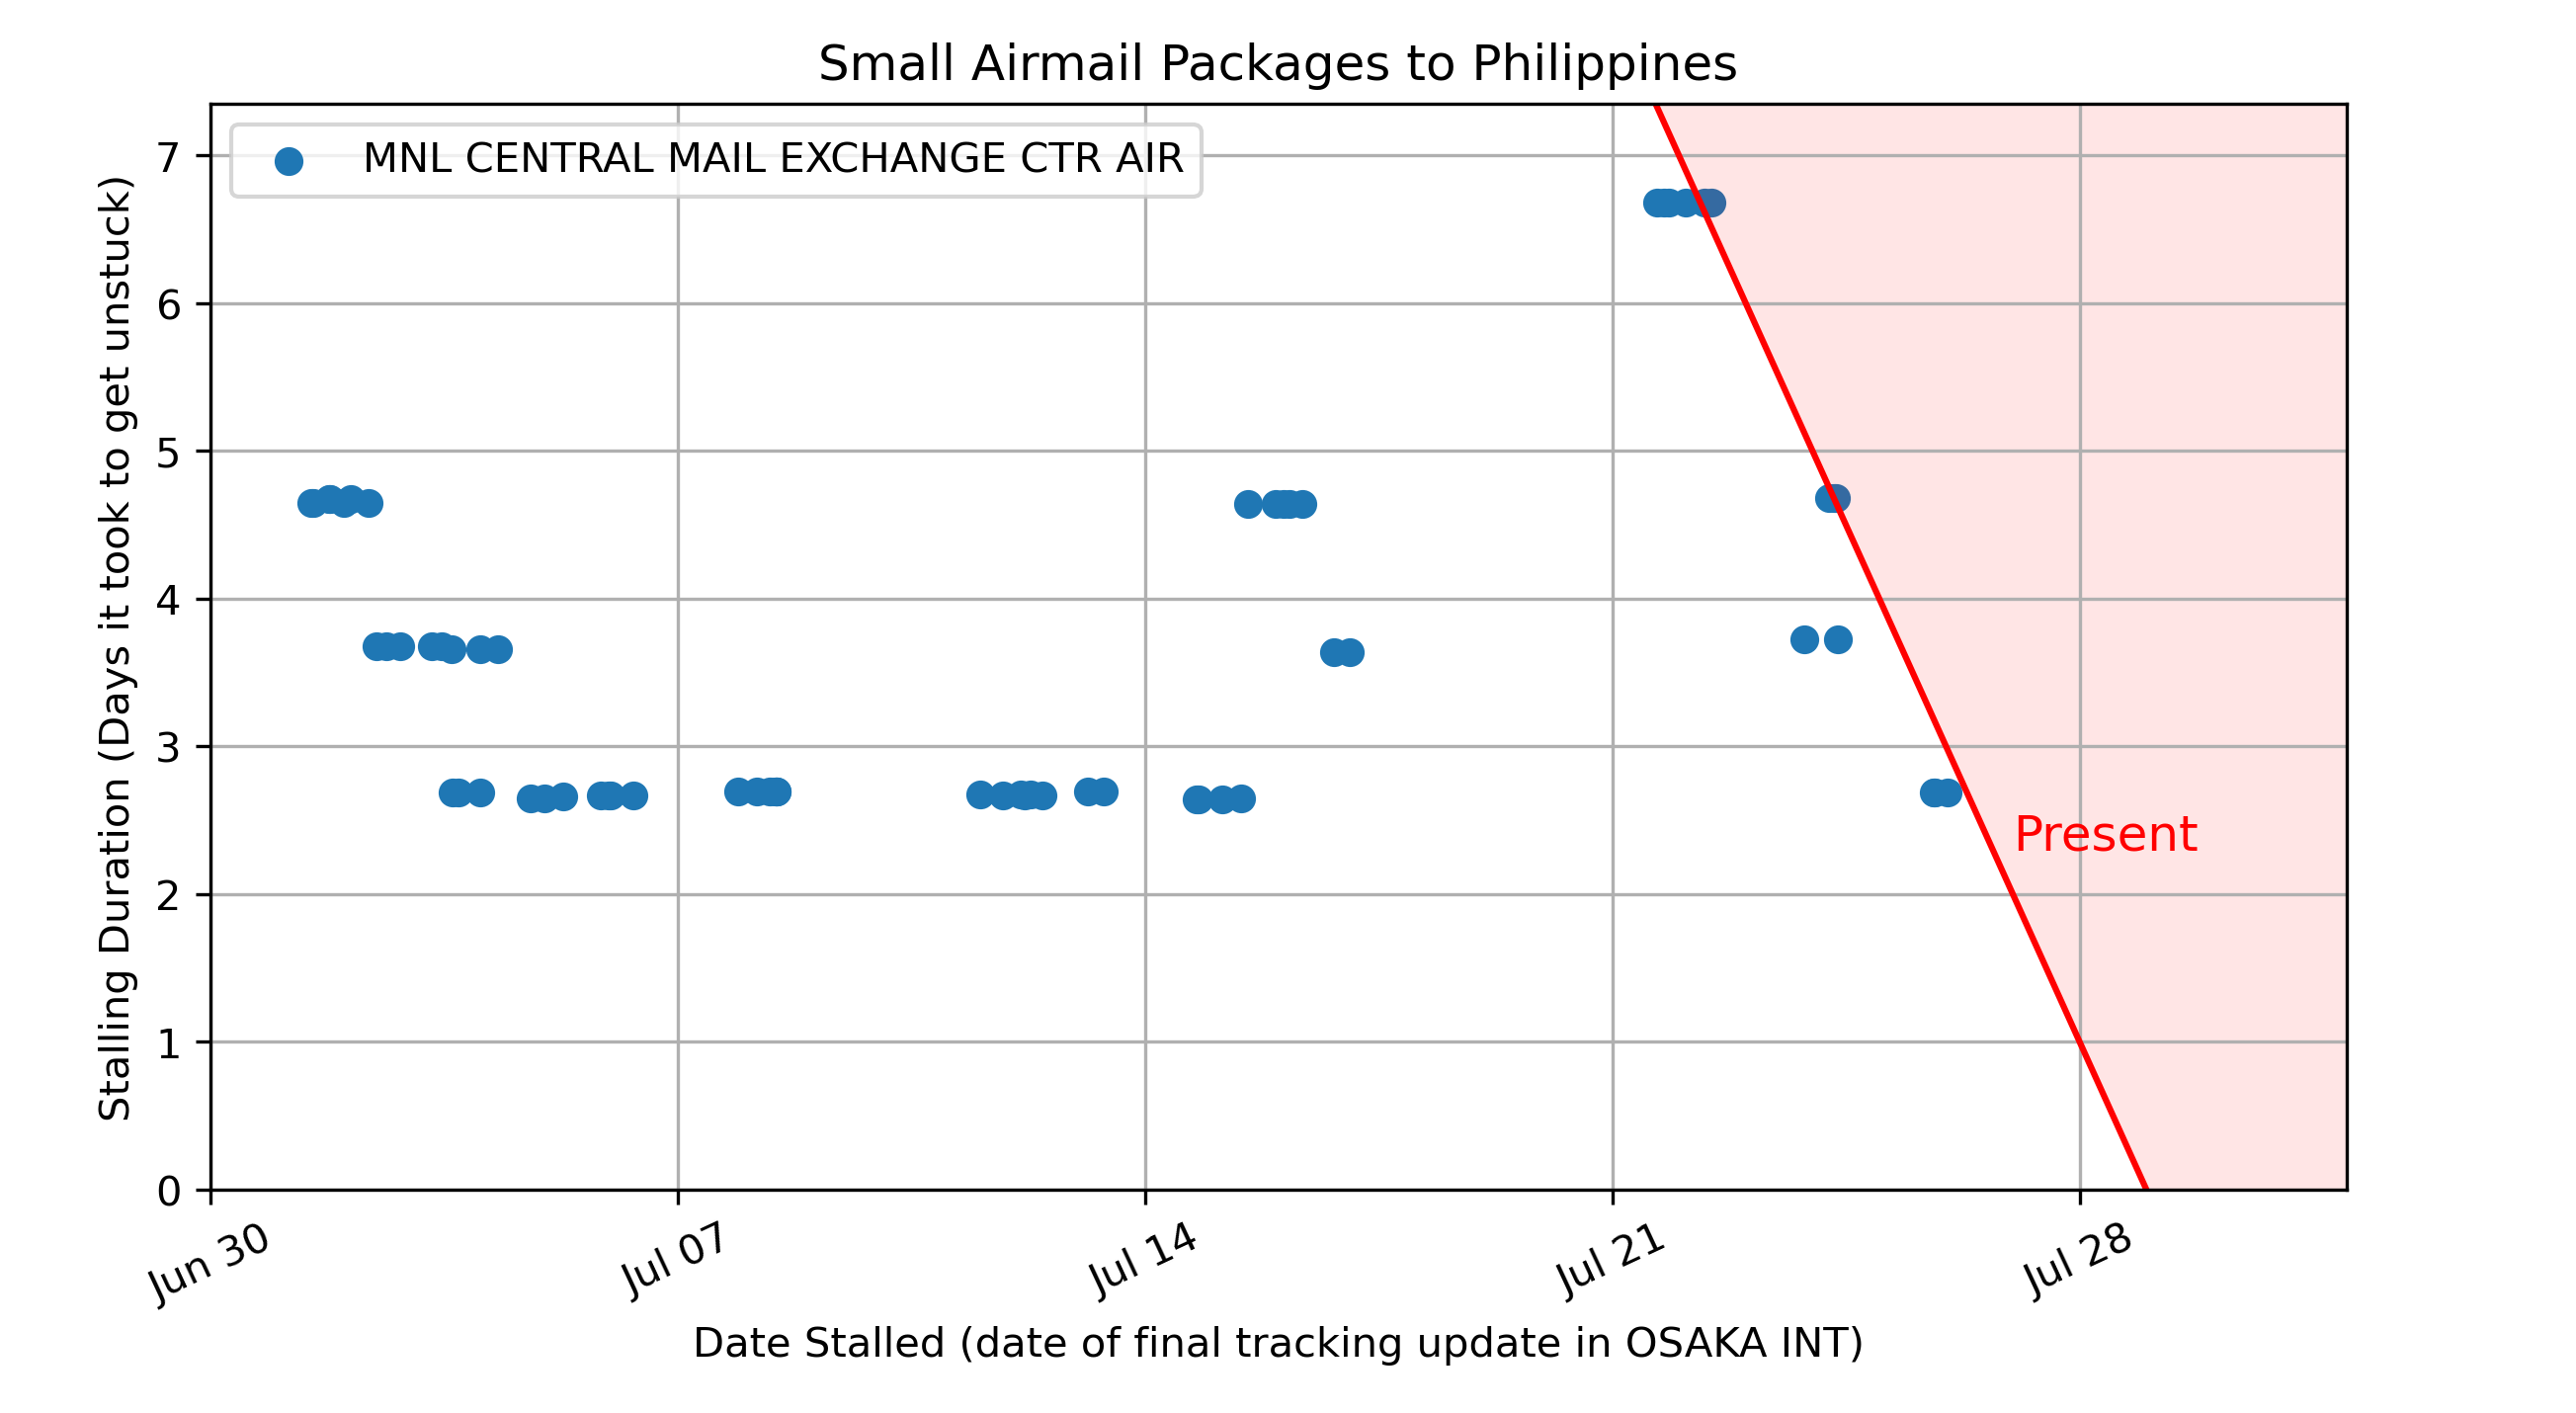 Small Airmail Packages to Philippines
MNL CENTRAL MAIL EXCHANGE CTR AIR
Stalling Duration (Days it took to get unstuck)
7
6
5
4
3
2
1
0
Present
Jun 30
Jul 07
Jul 14
Jul 21
Jul 28
Date Stalled (date of final tracking update in OSAKA INT)